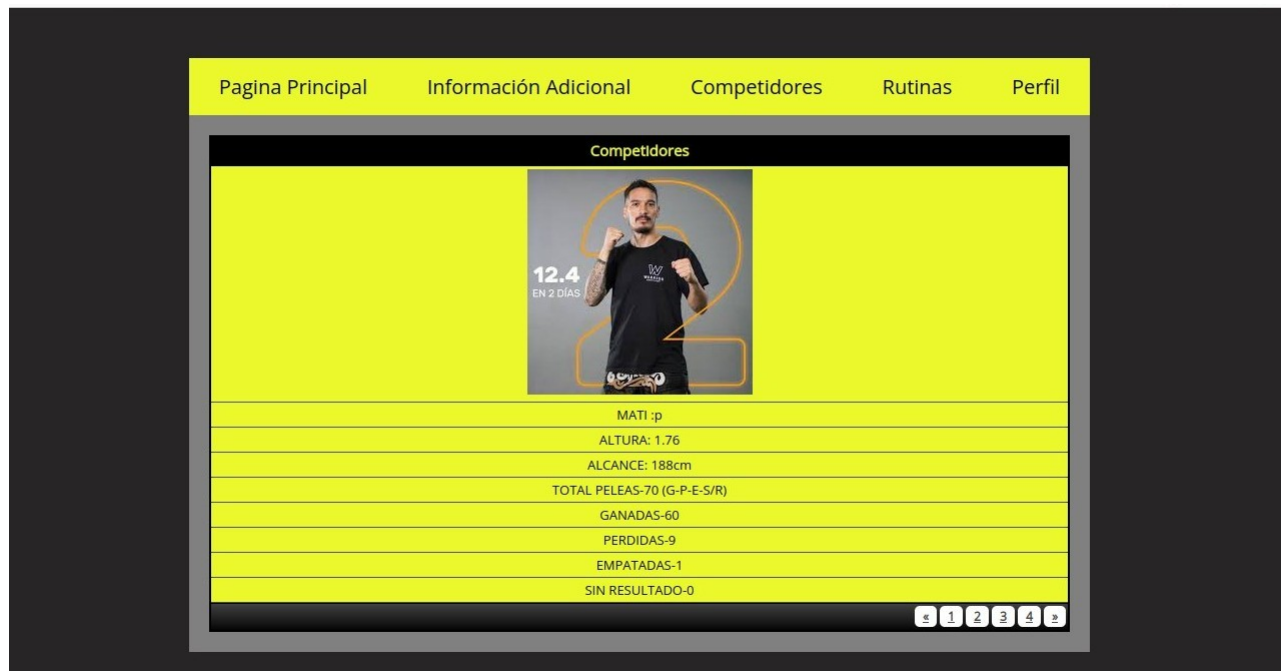 Pagina Principal Información Adicional Competidores Rutinas Perfil
Competidores
12.4
EN 2 DÍAS
W
MATI :p
ALTURA: 1.76
ALCANCE: 188cm
TOTAL PELEAS-70 (G-P-E-S/R)
GANADAS-60
PERDIDAS-9
EMPATADAS-1
SIN RESULTADO-0
« 1 2 3 4 »